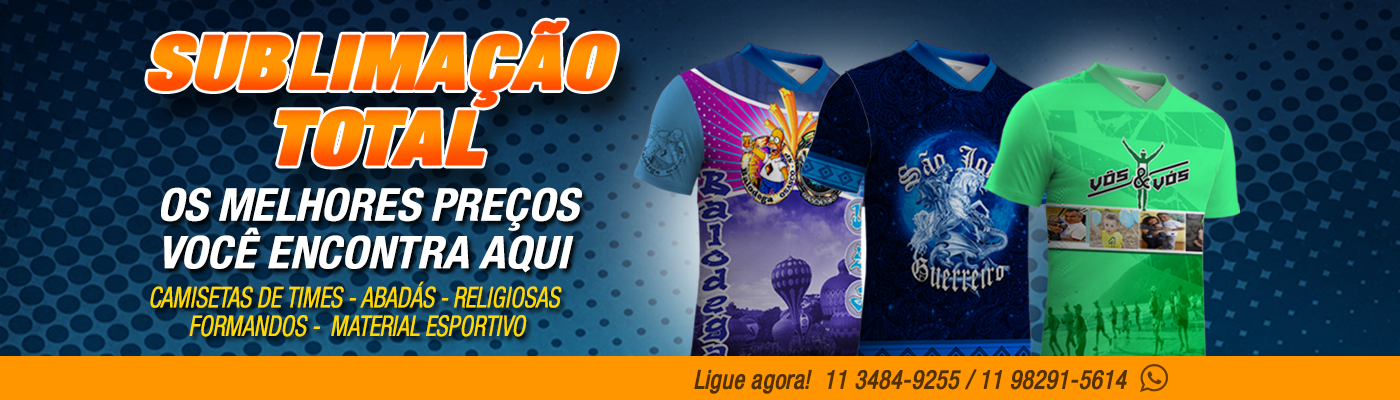 SUBLIMAÇÃO
TOTAL
OS MELHORES PREÇOS
VOCÊ ENCONTRA AQUI
CAMISETAS DE TIMES - ABADÁS - RELIGIOSAS
FORMANDOS - MATERIAL ESPORTIVO
São Jo
Guerreiro
VÓS & VÓS
Ligue agora! 11 3484-9255 / 11 98291-5614